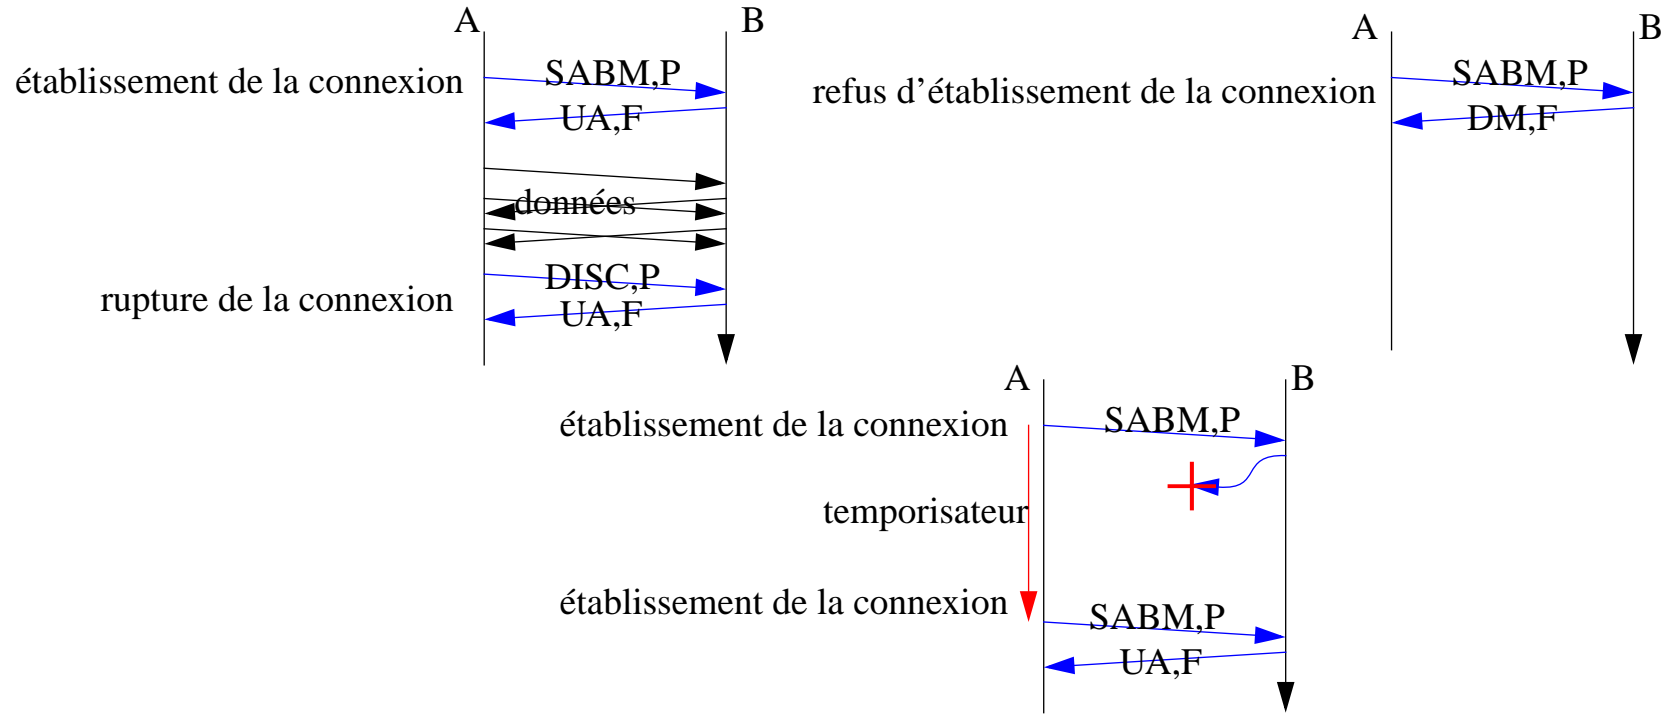 A
B
établissement de la connexion
SABM,P
UA,F
données
rupture de la connexion
DISC,P
UA,F
A
B
refus d’établissement de la connexion
SABM,P
DM,F
A
B
établissement de la connexion
SABM,P
temporisateur
établissement de la connexion
SABM,P
UA,F